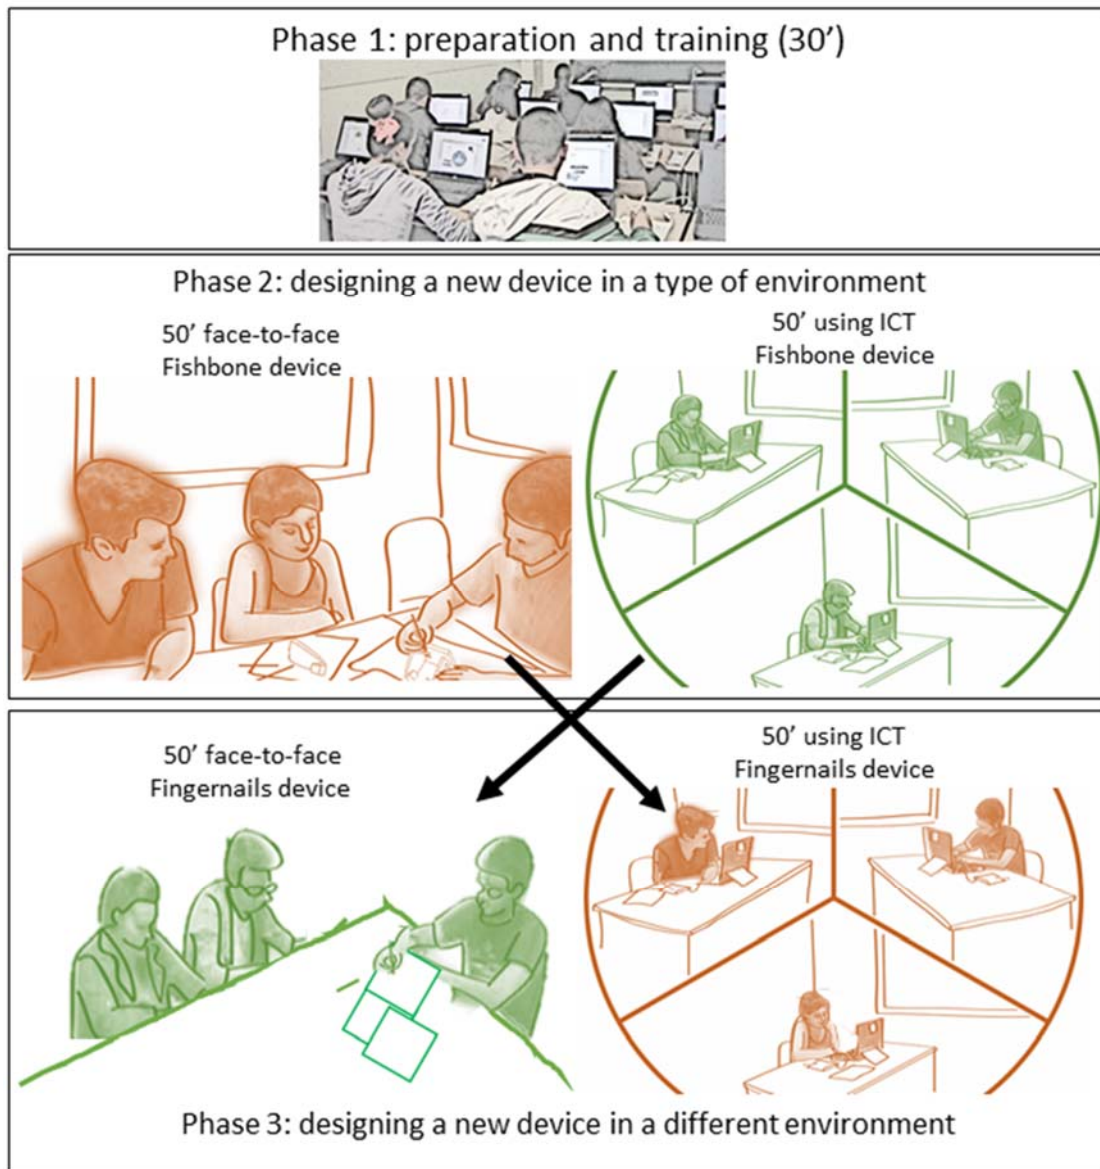 Phase 1: preparation and training (30’)
Phase 2: designing a new device in a type of environment
50’ face-to-face
Fishbone device
50’ using ICT
Fishbone device
50’ face-to-face
Fingernails device
50’ using ICT
Fingernails device
Phase 3: designing a new device in a different environment